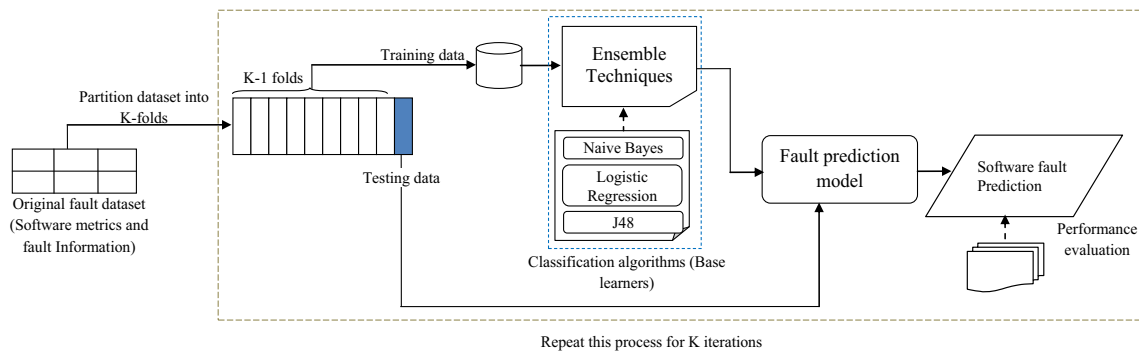 Partition dataset into
K-folds
Original fault dataset
(Software metrics and
fault Information)
K-1 folds
Training data
Testing data
Ensemble
Techniques
Naive Bayes
Logistic
Regression
J48
Classification algorithms (Base
learners)
Fault prediction
model
Software fault
Prediction
Performance
evaluation
Repeat this process for K iterations